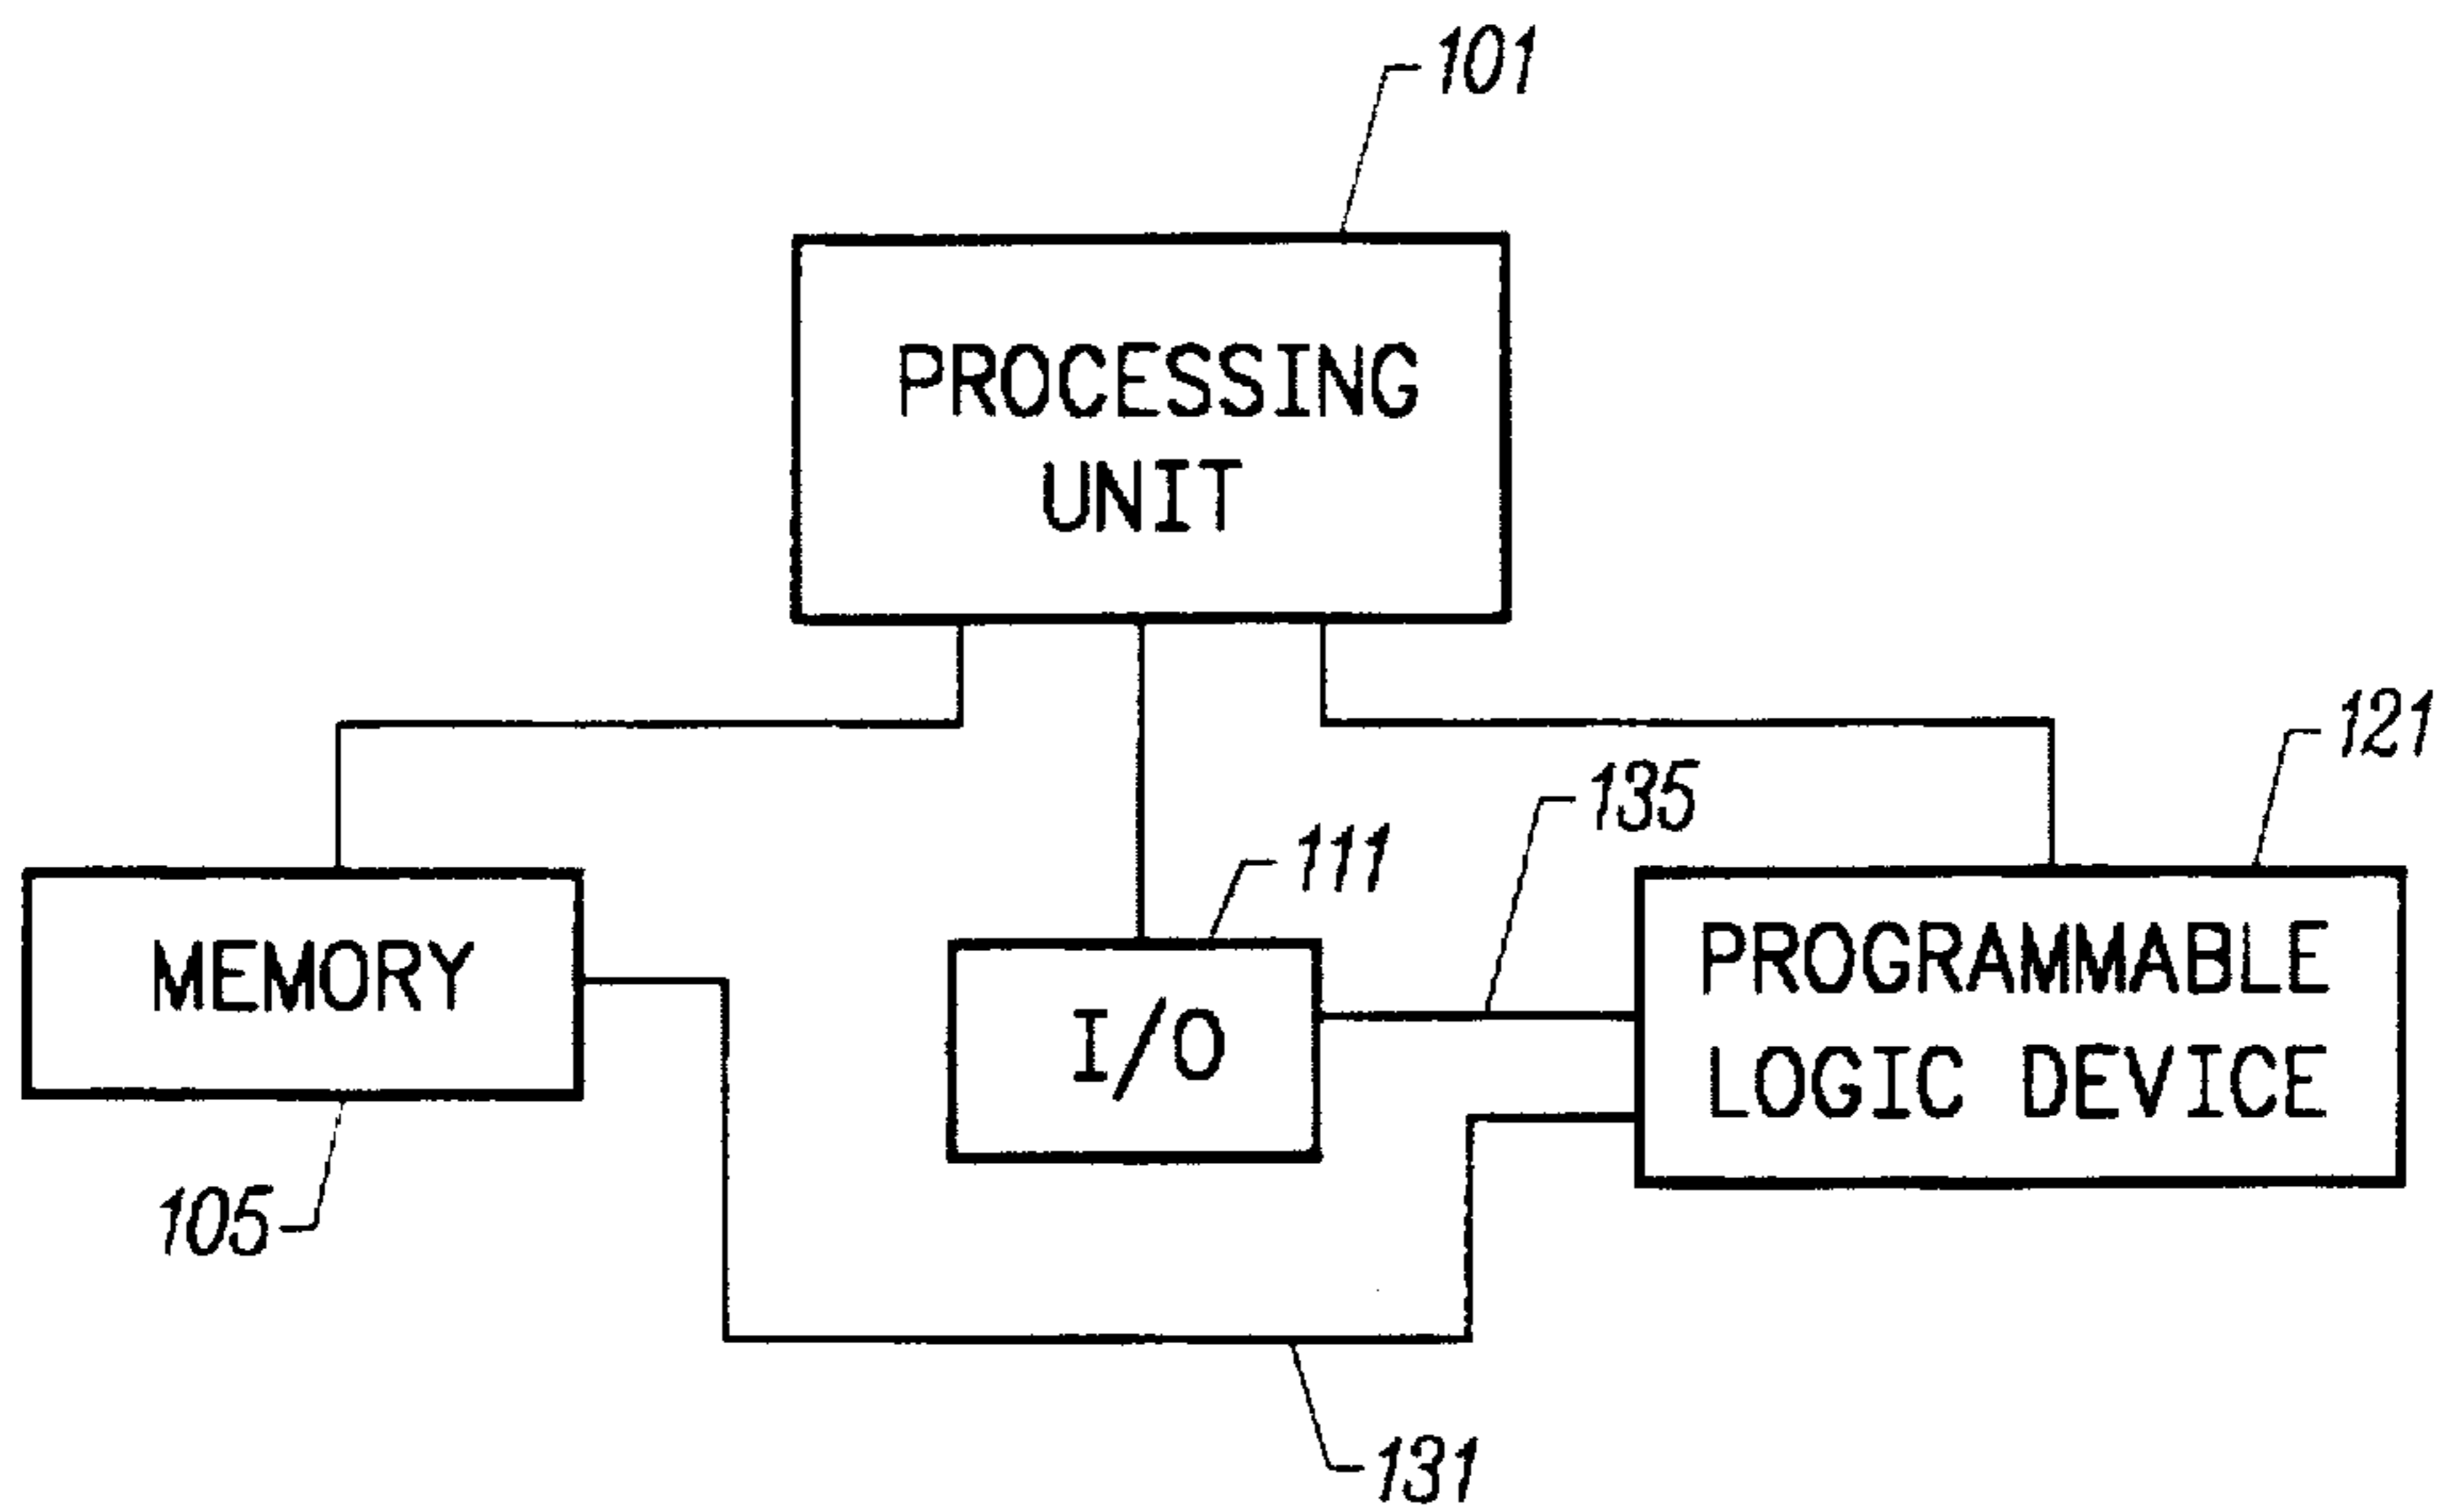 101
PROCESSING
UNIT
121
135
111
MEMORY
I/O
PROGRAMMABLE
LOGIC DEVICE
105
131